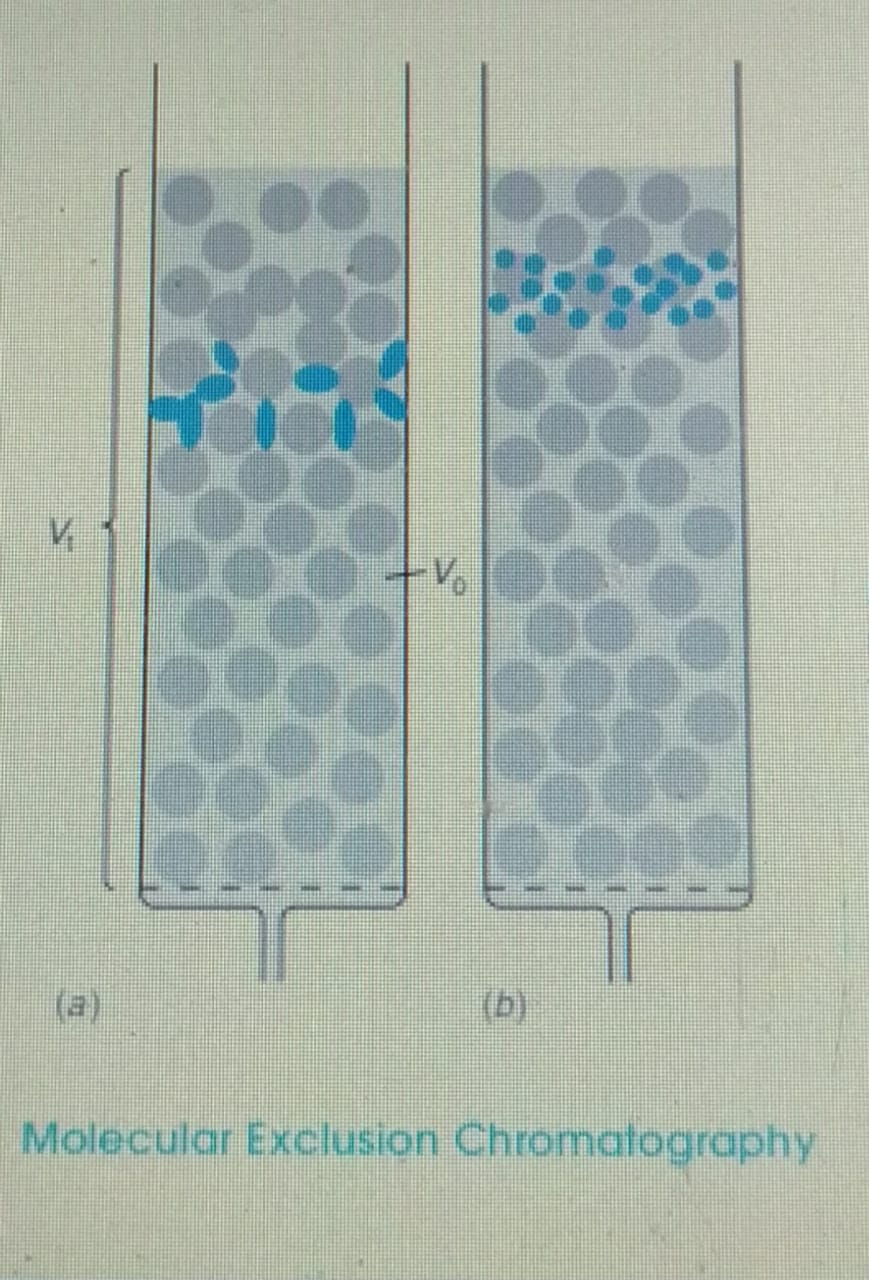 Vₜ
V₀
(a)
(b)
Molecular Exclusion Chromatography